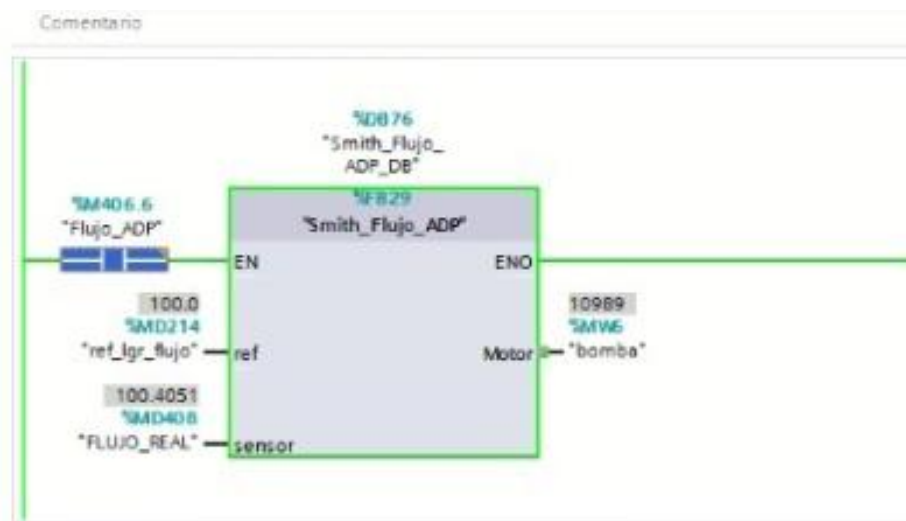 Comentario
%DB76
"Smith_Flujo_
ADP_DB"
%FB29
"Smith_Flujo_ADP"
%M406.6
"Flujo_ADP"
EN
ENO
100.0
%MD214
"ref_lgr_flujo"
ref
10989
%MW6
"bomba"
Motor
100.4051
%MD408
"FLUJO_REAL"
sensor